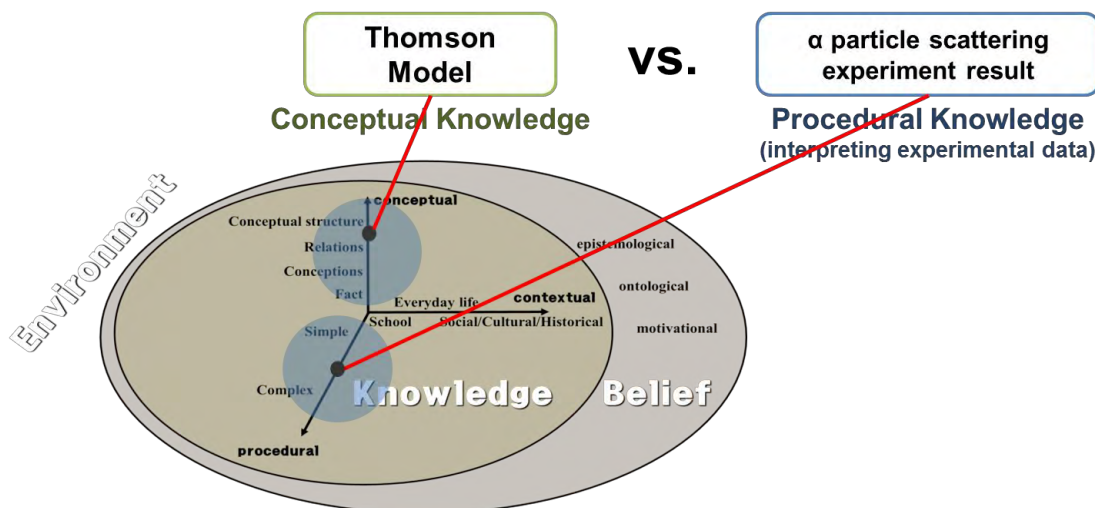 Thomson
Model
vs.
α particle scattering
experiment result
Conceptual Knowledge
Procedural Knowledge
(interpreting experimental data)
Environment
conceptual
Conceptual structure
Relations
Conceptions
Fact
Everyday life
contextual
School
Social/Cultural/Historical
Simple
Complex
procedural
Knowledge
Belief
epistemological
ontological
motivational